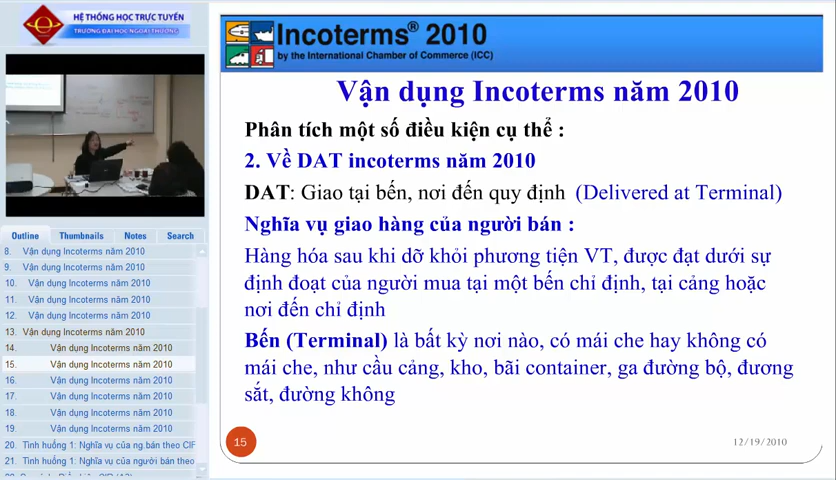 HỆ THỐNG HỌC TRỰC TUYẾN
TRƯỜNG ĐẠI HỌC NGOẠI THƯƠNG
Outline Thumbnails Notes Search
8. Vận dụng Incoterms năm 2010
9. Vận dụng Incoterms năm 2010
10. Vận dụng Incoterms năm 2010
11. Vận dụng Incoterms năm 2010
12. Vận dụng Incoterms năm 2010
13. Vận dụng Incoterms năm 2010
14. Vận dụng Incoterms năm 2010
15. Vận dụng Incoterms năm 2010
16. Vận dụng Incoterms năm 2010
17. Vận dụng Incoterms năm 2010
18. Vận dụng Incoterms năm 2010
19. Vận dụng Incoterms năm 2010
20. Tình huống 1: Nghĩa vụ của ng.bán theo CIF
21. Tình huống 1: Nghĩa vụ của người bán theo
Incoterms® 2010
by the International Chamber of Commerce (ICC)
Vận dụng Incoterms năm 2010
Phân tích một số điều kiện cụ thể :
2. Về DAT incoterms năm 2010
DAT: Giao tại bến, nơi đến quy định (Delivered at Terminal)
Nghĩa vụ giao hàng của người bán :
Hàng hóa sau khi dỡ khỏi phương tiện VT, được đạt dưới sự
định đoạt của người mua tại một bến chỉ định, tại cảng hoặc
nơi đến chỉ định
Bến (Terminal) là bất kỳ nơi nào, có mái che hay không có
mái che, như cầu cảng, kho, bãi container, ga đường bộ, đương
sắt, đường không
15
12/19/2010